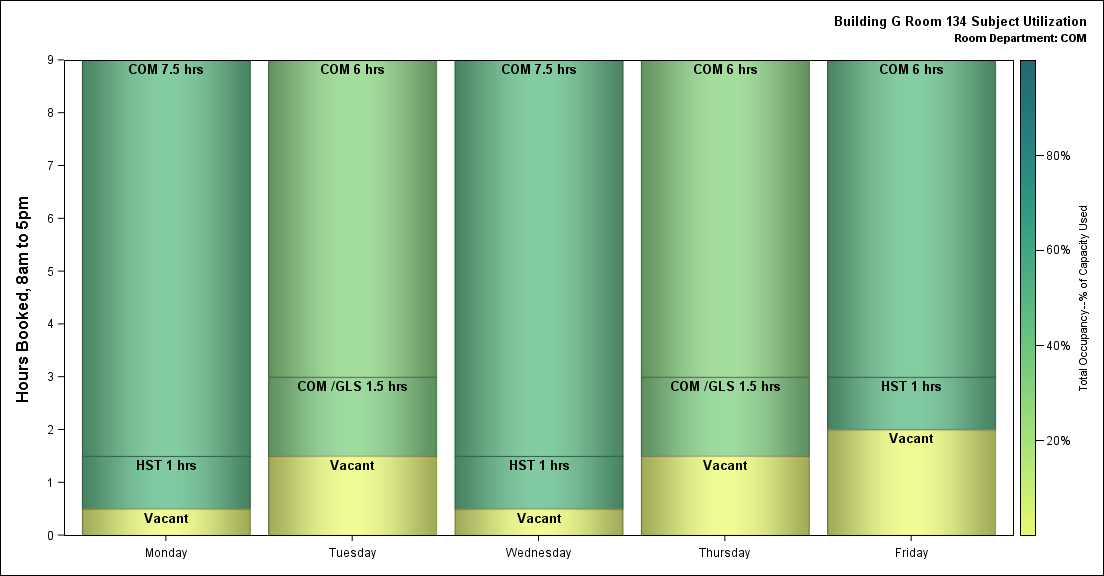 Building G Room 134 Subject Utilization
Room Department: COM
Hours Booked, 8am to 5pm
9
8
7
6
5
4
3
2
1
0
COM 7.5 hrs
HST 1 hrs
Vacant
COM 6 hrs
COM /GLS 1.5 hrs
Vacant
COM 7.5 hrs
HST 1 hrs
Vacant
COM 6 hrs
COM /GLS 1.5 hrs
Vacant
COM 6 hrs
HST 1 hrs
Vacant
Monday
Tuesday
Wednesday
Thursday
Friday
80%
60%
40%
20%
Total Occupancy--% of Capacity Used